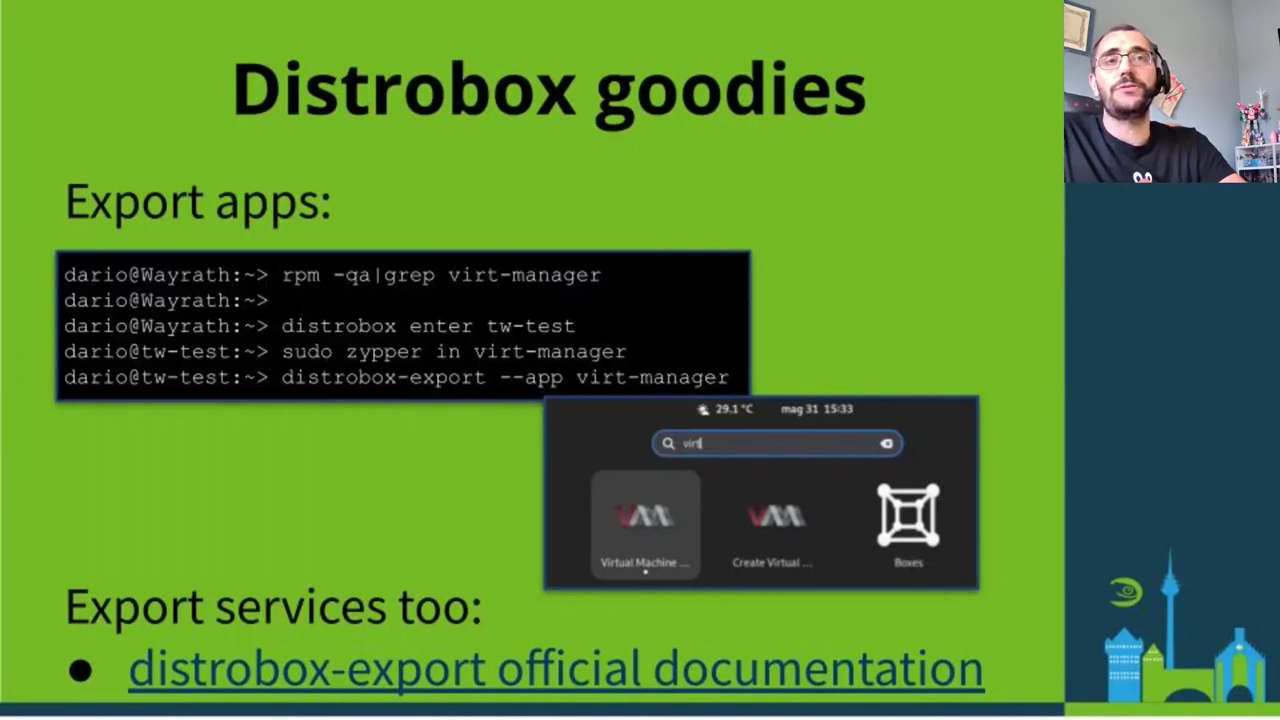 Distrobox goodies
Export apps:
dario@Wayrath:~> rpm -qa|grep virt-manager
dario@Wayrath:~>
dario@Wayrath:~> distrobox enter tw-test
dario@tw-test:~> sudo zypper in virt-manager
dario@tw-test:~> distrobox-export --app virt-manager
29.1 °C mag 31 15:33
virt
VM VM
Virtual Machine ... Create Virtual ... Boxes
Export services too:
● distrobox-export official documentation